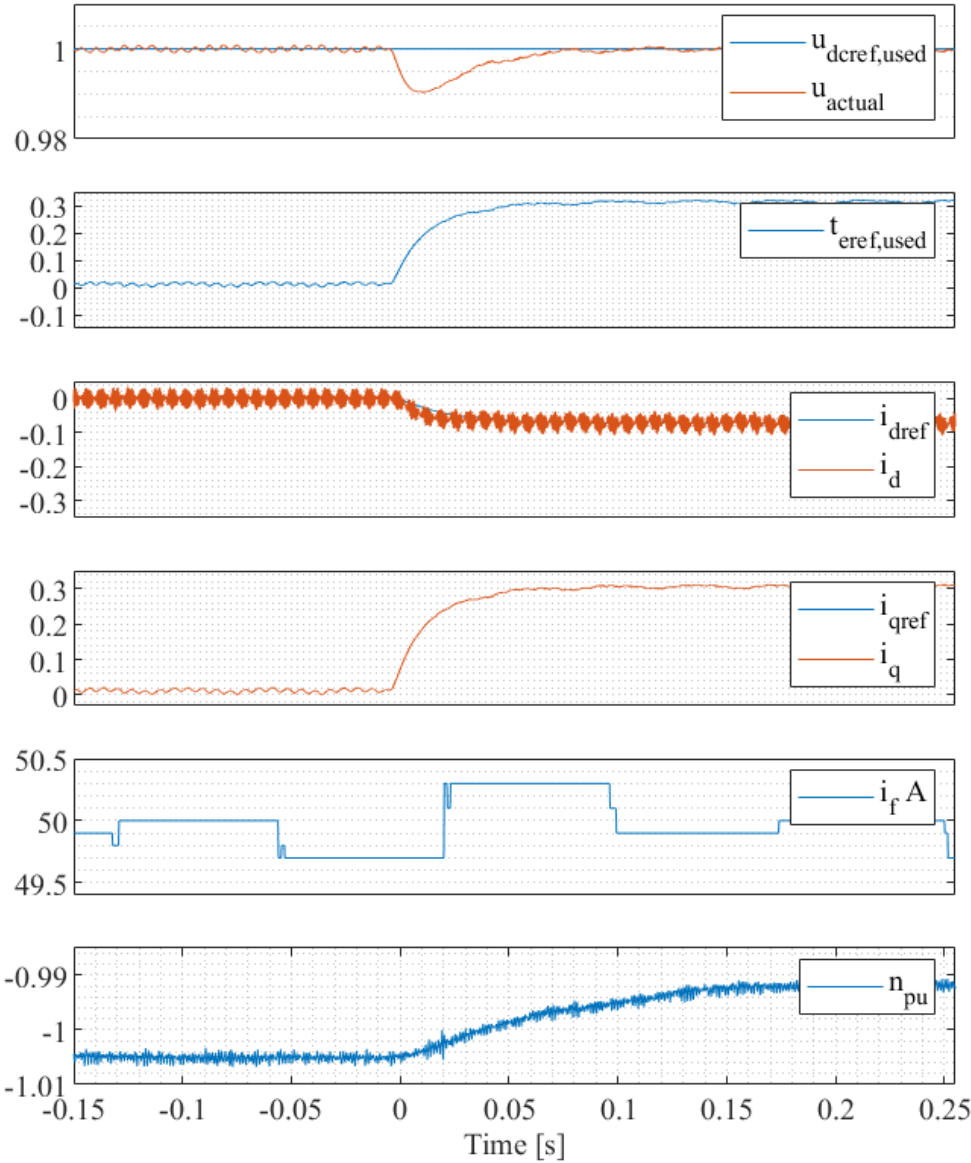 1
0.98
u_dcref,used
u_actual
0.3
0.2
0.1
0
-0.1
t_eref,used
0
-0.1
-0.2
-0.3
i_dref
i_d
0.3
0.2
0.1
0
i_qref
i_q
50.5
50
49.5
i_f A
-0.99
-1
-1.01
n_pu
-0.15 -0.1 -0.05 0 0.05 0.1 0.15 0.2 0.25
Time [s]